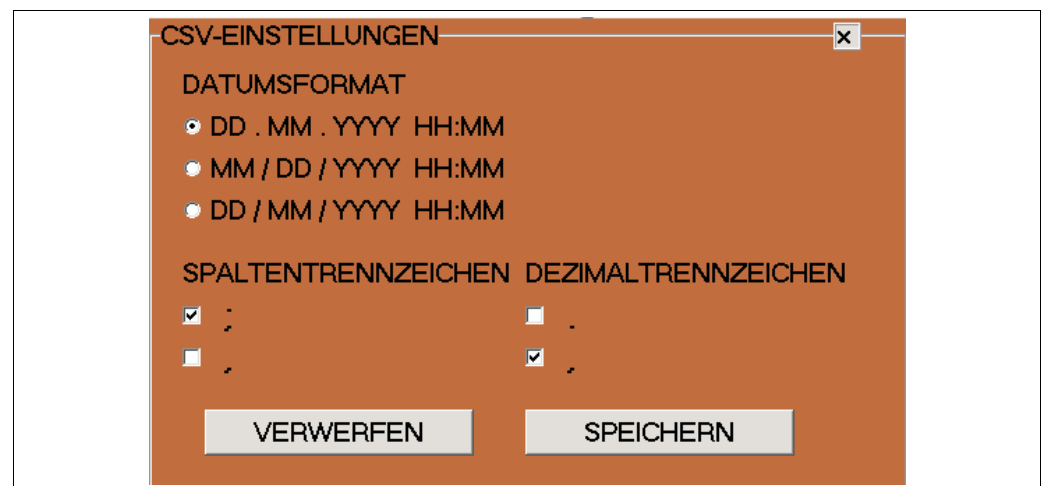 CSV-EINSTELLUNGEN
DATUMSFORMAT
DD . MM . YYYY HH:MM
MM / DD / YYYY HH:MM
DD / MM / YYYY HH:MM
SPALTENTRENNZEICHEN DEZIMALTRENNZEICHEN
; .
, ,
VERWERFEN SPEICHERN